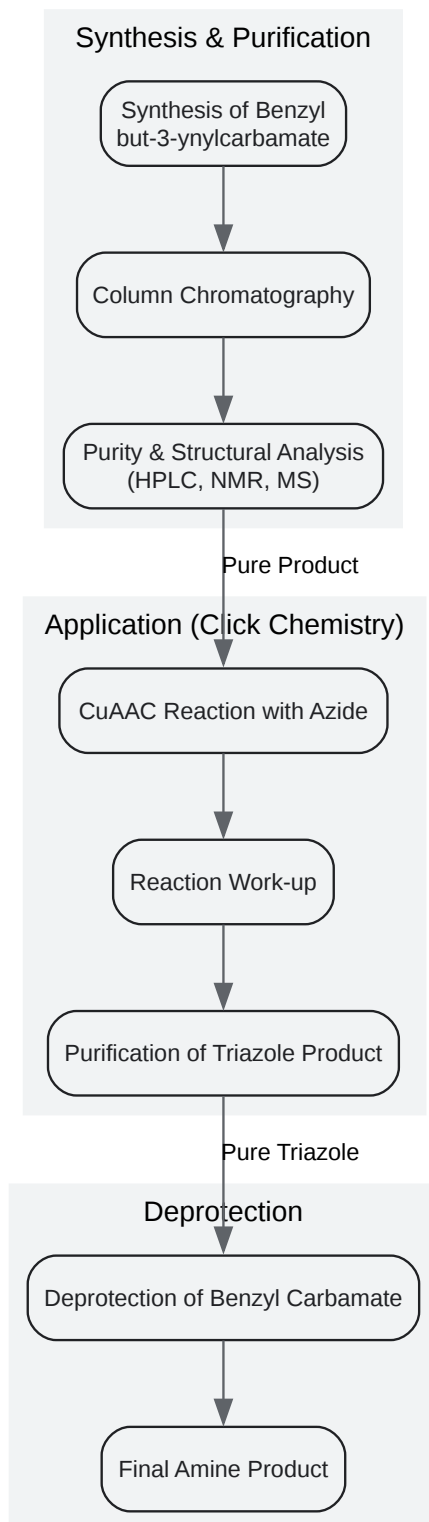 Synthesis & Purification
Synthesis of Benzyl
but-3-ynylcarbamate
Column Chromatography
Purity & Structural Analysis
(HPLC, NMR, MS)
Pure Product
Application (Click Chemistry)
CuAAC Reaction with Azide
Reaction Work-up
Purification of Triazole Product
Pure Triazole
Deprotection
Deprotection of Benzyl Carbamate
Final Amine Product